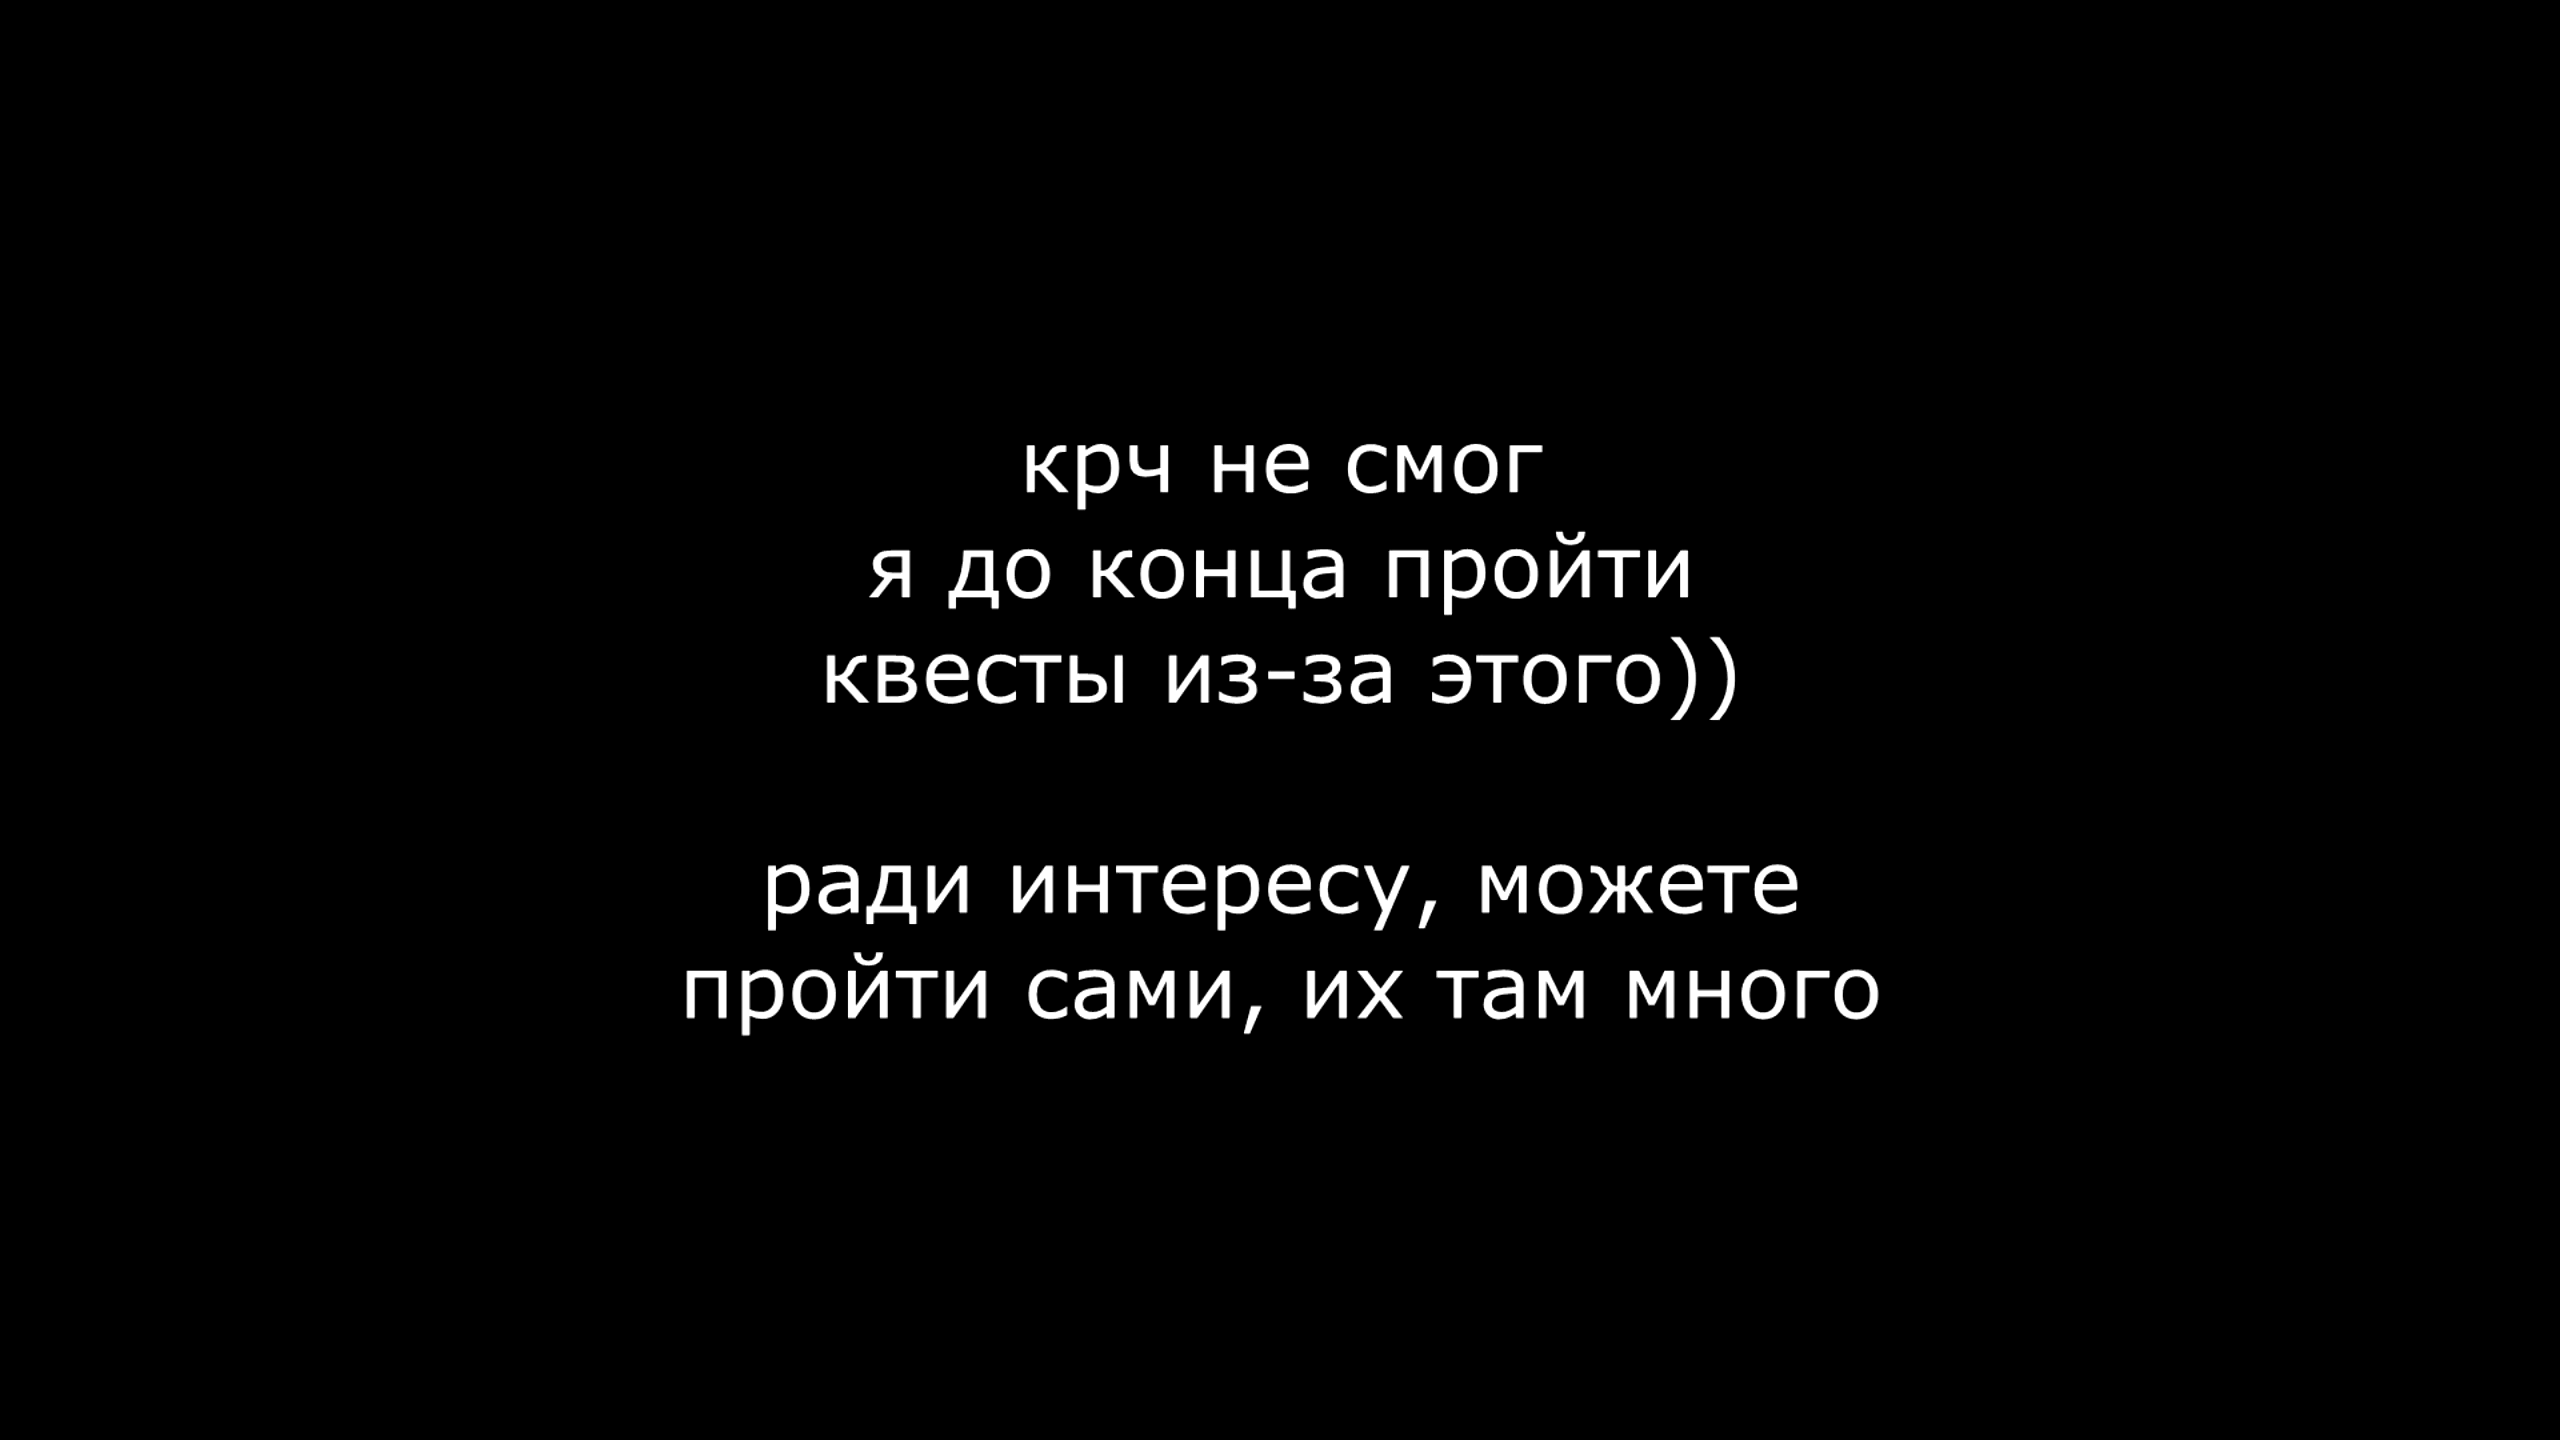 крч не смог
я до конца пройти
квесты из-за этого))
ради интересу, можете
пройти сами, их там много